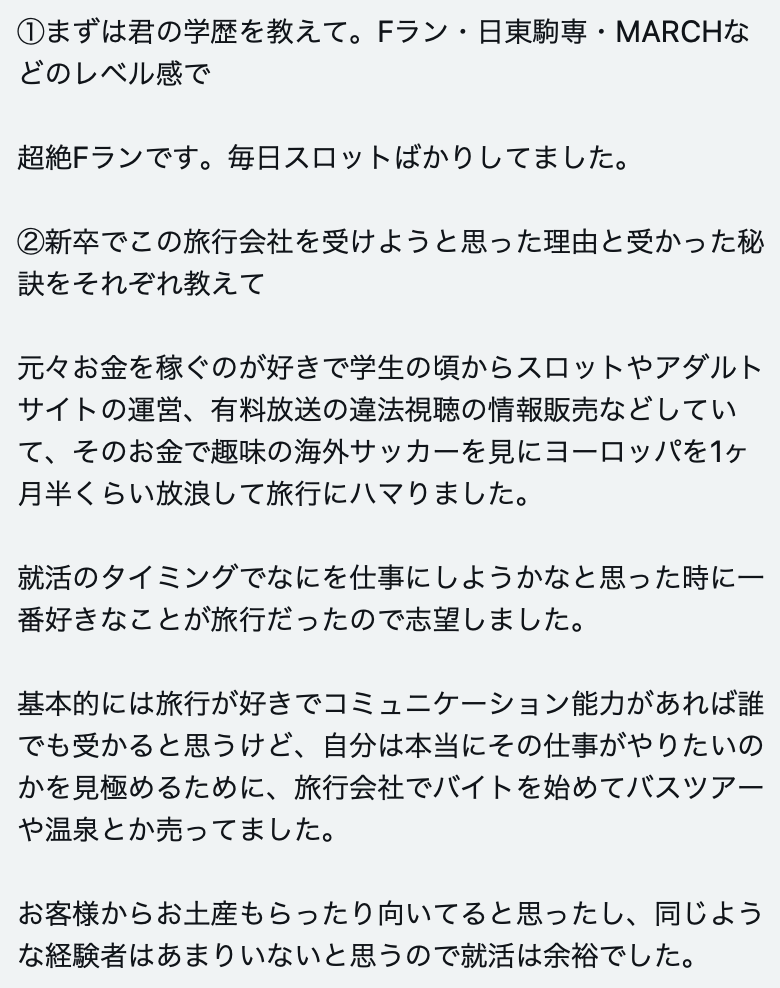 ①まずは君の学歴を教えて。Fラン・日東駒専・MARCHな
どのレベル感で
超絶Fランです。毎日スロットばかりしてました。
②新卒でこの旅行会社を受けようと思った理由と受かった秘
訣をそれぞれ教えて
元々お金を稼ぐのが好きで学生の頃からスロットやアダルト
サイトの運営、有料放送の違法視聴の情報販売などしてい
て、そのお金で趣味の海外サッカーを見にヨーロッパを1ヶ
月半くらい放浪して旅行にハマりました。
就活のタイミングでなにを仕事にしようかなと思った時に一
番好きなことが旅行だったので志望しました。
基本的には旅行が好きでコミュニケーション能力があれば誰
でも受かると思うけど、自分は本当にその仕事がやりたいの
かを見極めるために、旅行会社でバイトを始めてバスツアー
や温泉とか売ってました。
お客様からお土産もらったり向いてると思ったし、同じよう
な経験者はあまりいないと思うので就活は余裕でした。